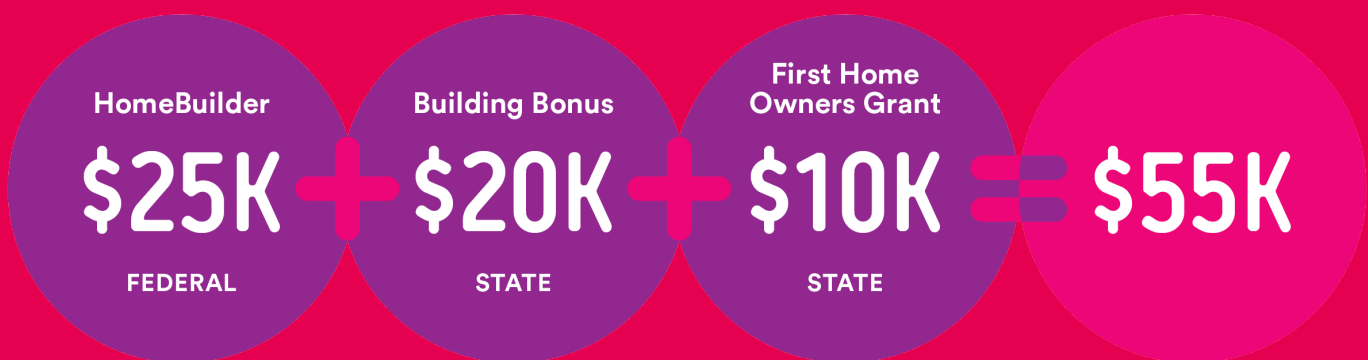 HomeBuilder
$25K
FEDERAL
+
Building Bonus
$20K
STATE
+
First Home
Owners Grant
$10K
STATE
=
$55K